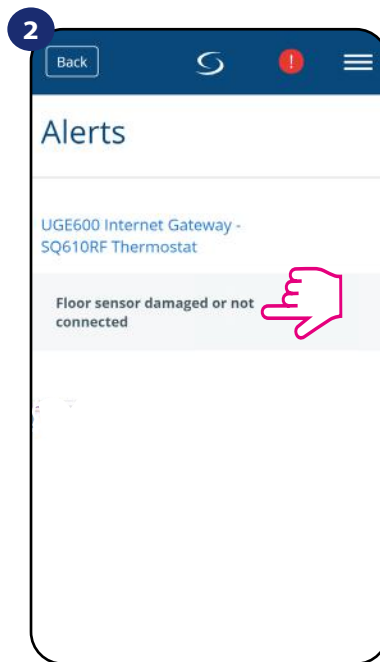 2
Back
!
Alerts
UGE600 Internet Gateway -
SQ610RF Thermostat
Floor sensor damaged or not
connected